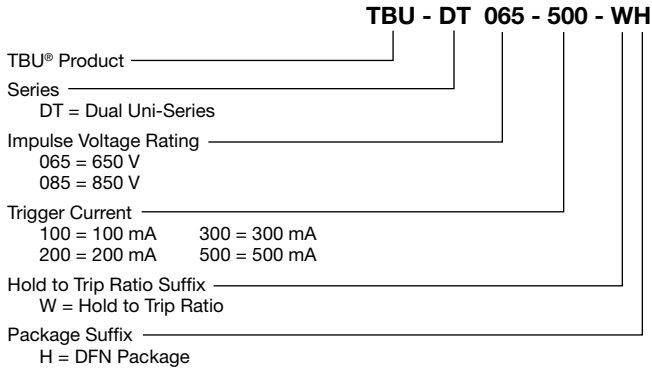 TBU - DT 065 - 500 - WH
TBU® Product
Series
DT = Dual Uni-Series
Impulse Voltage Rating
065 = 650 V
085 = 850 V
Trigger Current
100 = 100 mA 300 = 300 mA
200 = 200 mA 500 = 500 mA
Hold to Trip Ratio Suffix
W = Hold to Trip Ratio
Package Suffix
H = DFN Package